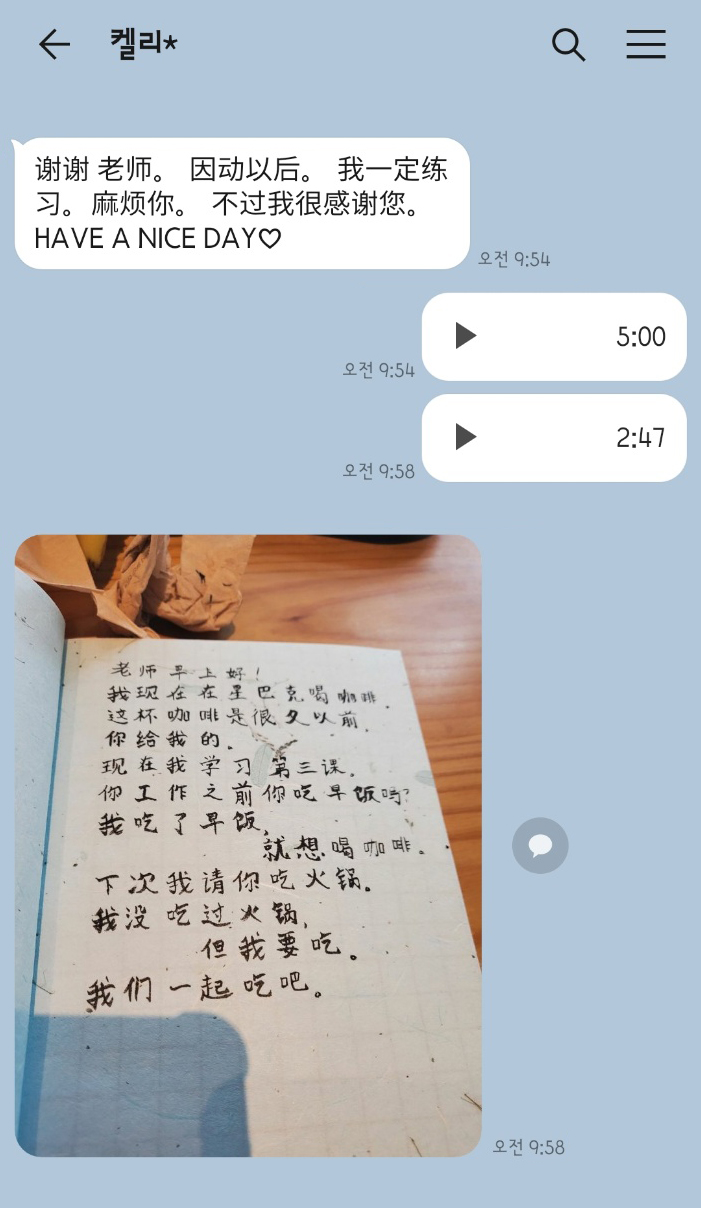 켈리*
谢谢 老师。 因动以后。 我一定练
习。 麻烦你。 不过我很感谢您。
HAVE A NICE DAY♡
오전 9:54
5:00
오전 9:54
2:47
오전 9:58
老师早上好!
我现在在星巴克喝咖啡.
这杯咖啡是很久以前.
你给我的.
现在我学习第三课.
你工作之前你吃早饭吗?
我吃了早饭,
就想喝咖啡。
下次我请你吃火锅.
我没吃过火锅,
但我要吃。
我们一起吃吧。
오전 9:58